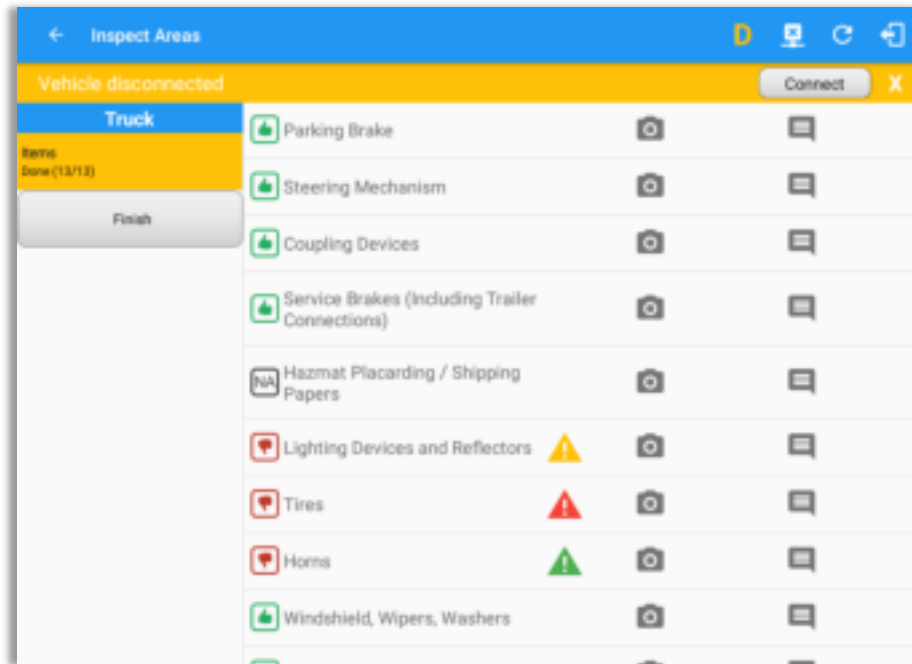 Inspect Areas
D
Vehicle disconnected
Connect
X
Truck
Items
Done (13/13)
Finish
Parking Brake
Steering Mechanism
Coupling Devices
Service Brakes (Including Trailer
Connections)
NA
Hazmat Placarding / Shipping
Papers
Lighting Devices and Reflectors
Tires
Horns
Windshield, Wipers, Washers